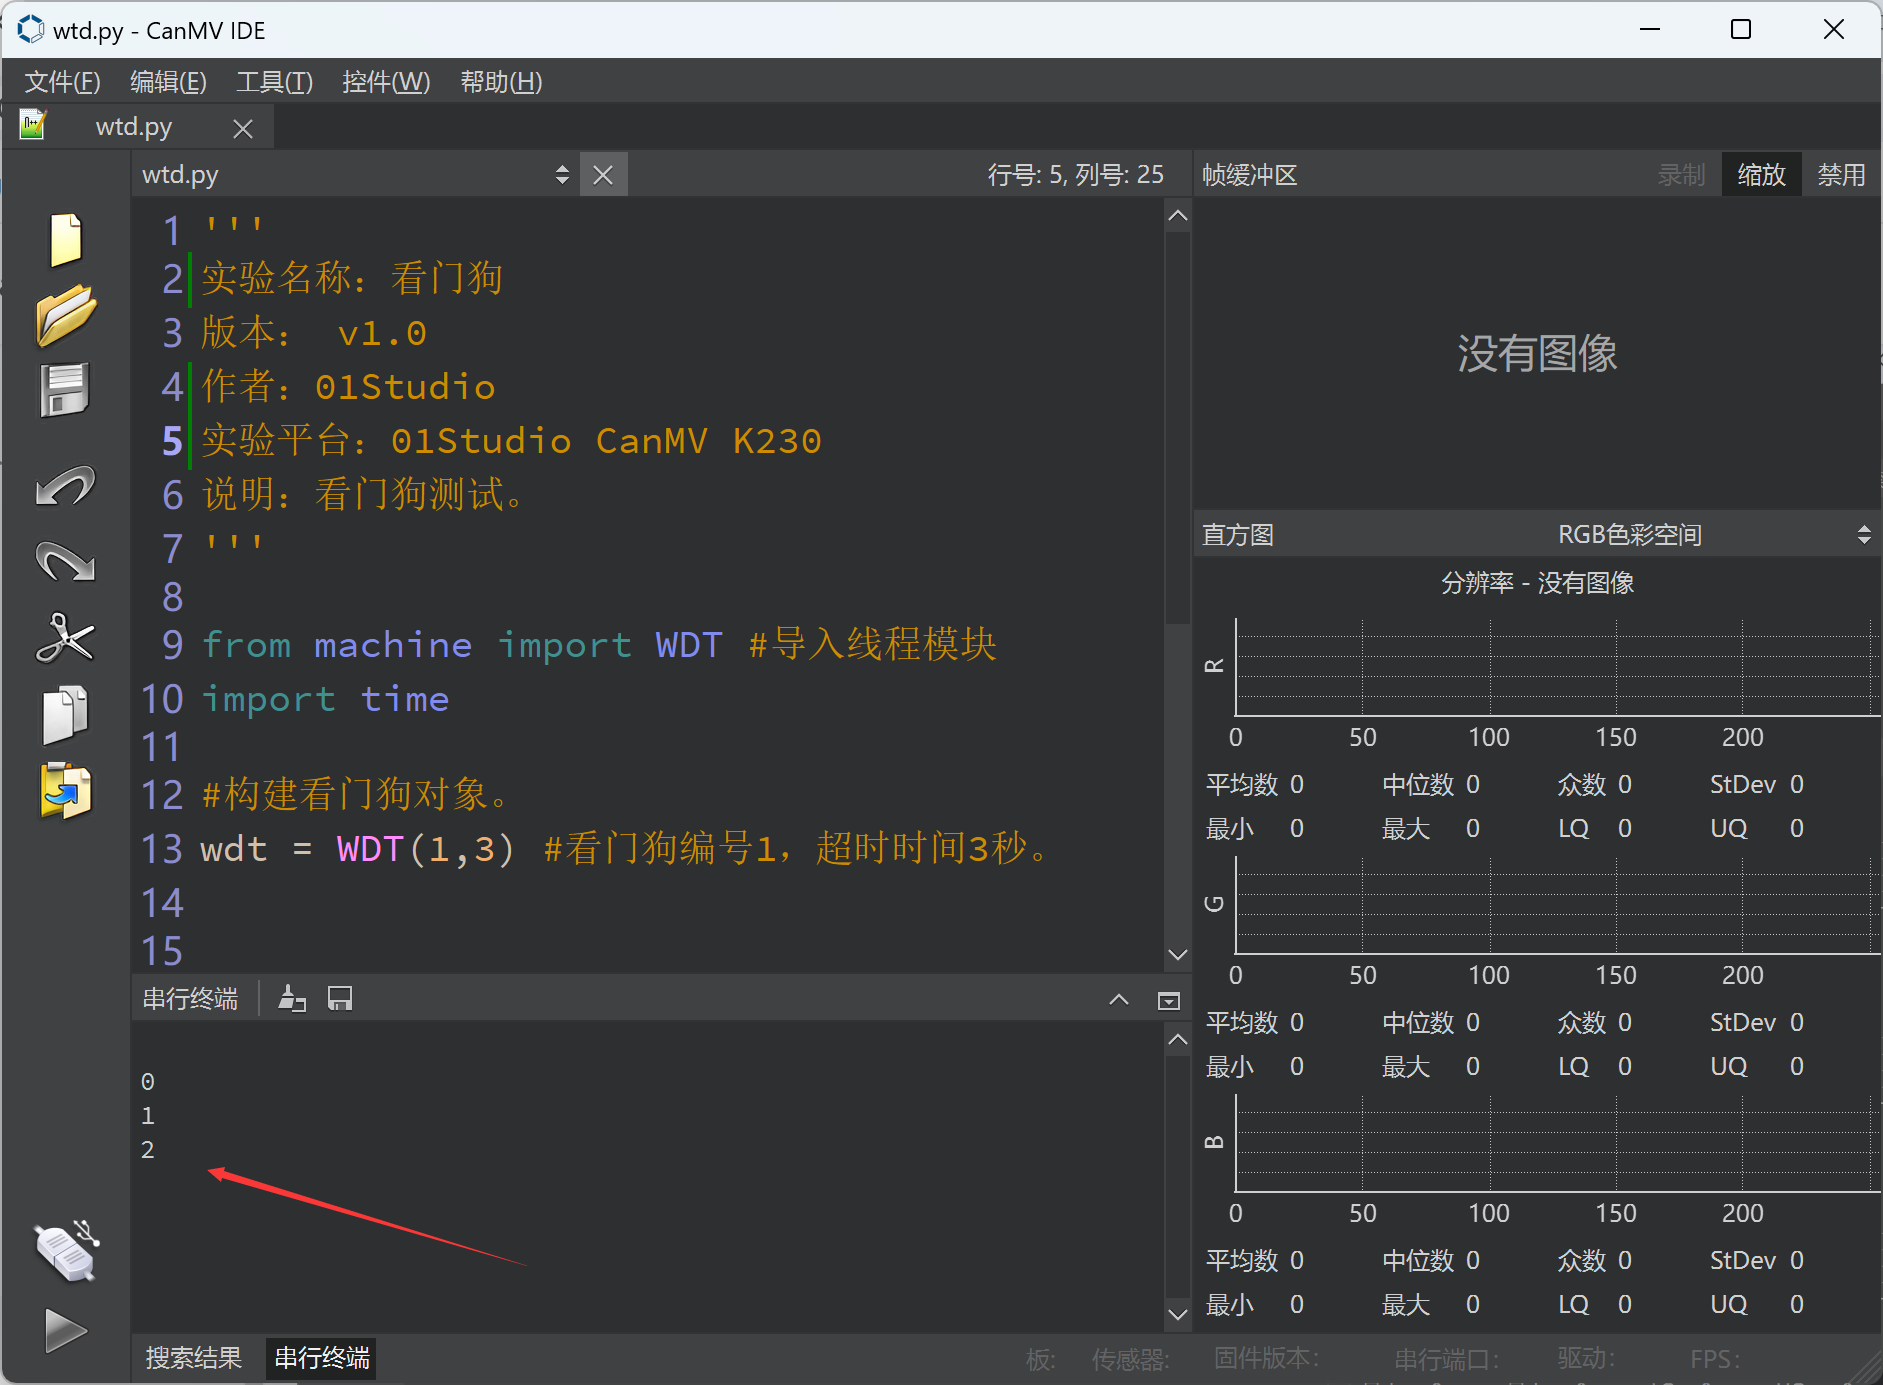 wtd.py - CanMV IDE
文件(F) 编辑(E) 工具(T) 控件(W) 帮助(H)
wtd.py
wtd.py 行号: 5, 列号: 25
1 '''
2 实验名称：看门狗
3 版本： v1.0
4 作者：01Studio
5 实验平台：01Studio CanMV K230
6 说明：看门狗测试。
7 '''
8
9 from machine import WDT #导入线程模块
10 import time
11
12 #构建看门狗对象。
13 wdt = WDT(1,3) #看门狗编号1，超时时间3秒。
14
15
串行终端
0
1
2
搜索结果 串行终端
帧缓冲区 录制 缩放 禁用
没有图像
直方图 RGB色彩空间
分辨率 - 没有图像
R
0 50 100 150 200
平均数 0 中位数 0 众数 0 StDev 0
最小 0 最大 0 LQ 0 UQ 0
G
0 50 100 150 200
平均数 0 中位数 0 众数 0 StDev 0
最小 0 最大 0 LQ 0 UQ 0
B
0 50 100 150 200
平均数 0 中位数 0 众数 0 StDev 0
最小 0 最大 0 LQ 0 UQ 0
板: 传感器: 固件版本: 串行端口: 驱动: FPS: